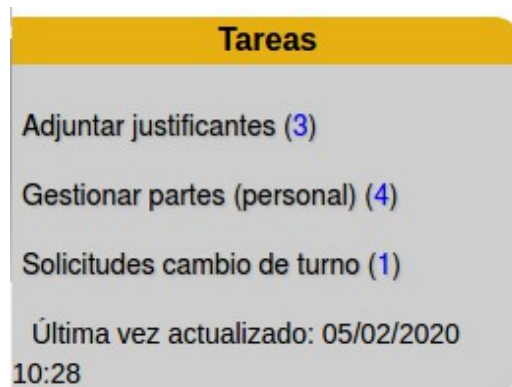 Tareas
Adjuntar justificantes (3)
Gestionar partes (personal) (4)
Solicitudes cambio de turno (1)
Última vez actualizado: 05/02/2020
10:28